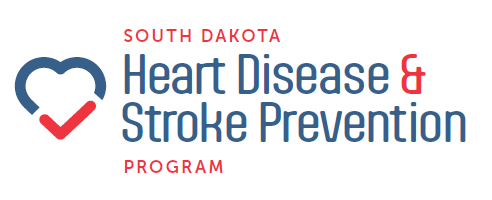 SOUTH DAKOTA
Heart Disease &
Stroke Prevention
PROGRAM